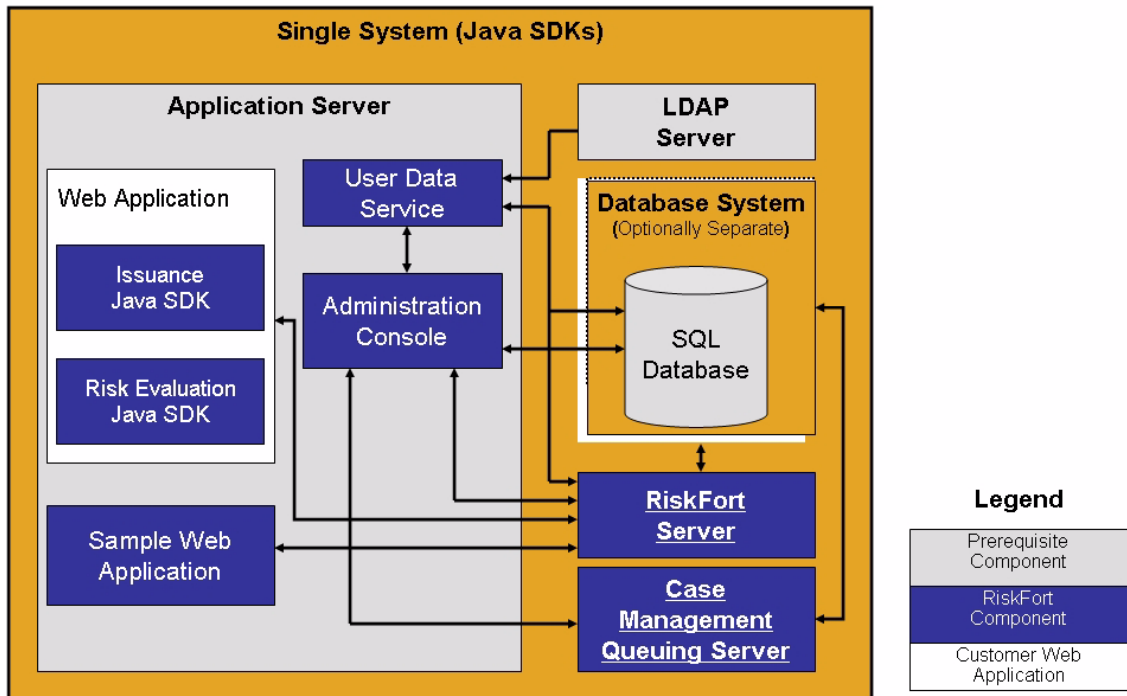 Single System (Java SDKs)
Application Server
Web Application
Issuance
Java SDK
Risk Evaluation
Java SDK
Sample Web
Application
User Data
Service
Administration
Console
LDAP
Server
Database System
(Optionally Separate)
SQL
Database
RiskFort
Server
Case
Management
Queuing Server
Legend
Prerequisite
Component
RiskFort
Component
Customer Web
Application